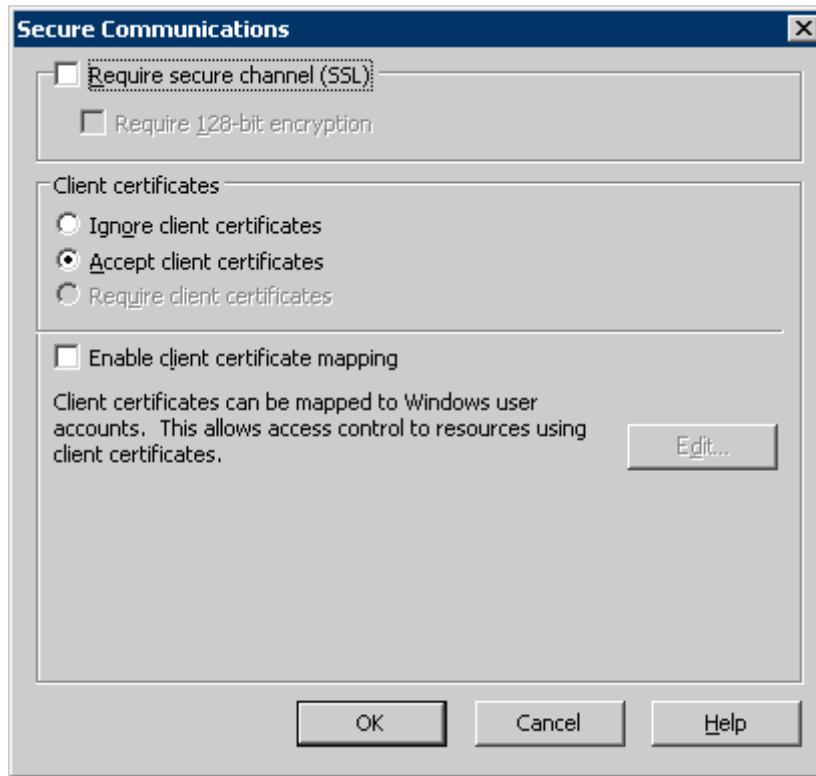 Secure Communications
Require secure channel (SSL)
Require 128-bit encryption
Client certificates
Ignore client certificates
Accept client certificates
Require client certificates
Enable client certificate mapping
Client certificates can be mapped to Windows user
accounts.  This allows access control to resources using
client certificates.
Edit...
OK
Cancel
Help